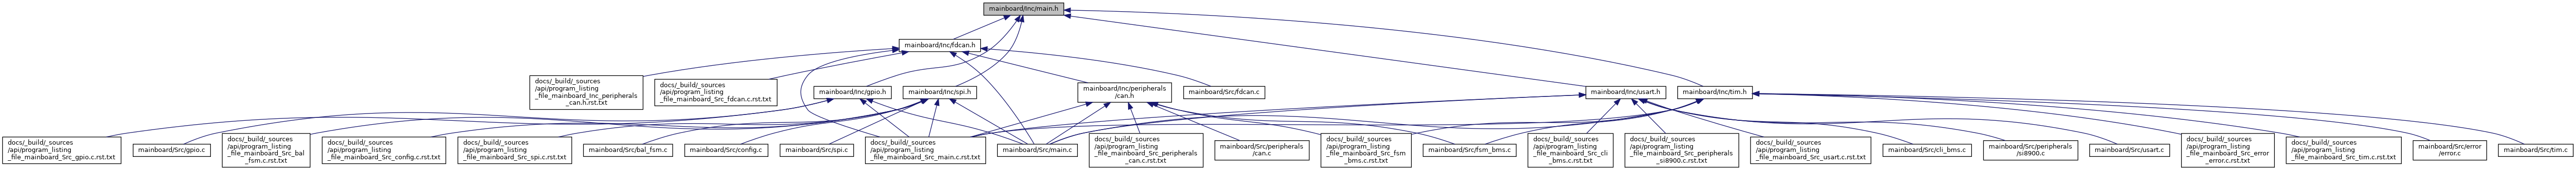 mainboard/Inc/main.h
mainboard/Inc/fdcan.h
docs/_build/_sources
/api/program_listing
_file_mainboard_Inc_peripherals
_can.h.rst.txt
docs/_build/_sources
/api/program_listing
_file_mainboard_Src_fdcan.c.rst.txt
mainboard/Inc/gpio.h
mainboard/Inc/spi.h
mainboard/Inc/peripherals
/can.h
mainboard/Src/fdcan.c
mainboard/Inc/usart.h
mainboard/Inc/tim.h
docs/_build/_sources
/api/program_listing
_file_mainboard_Src_gpio.c.rst.txt
mainboard/Src/gpio.c
docs/_build/_sources
/api/program_listing
_file_mainboard_Src_bal
_fsm.c.rst.txt
docs/_build/_sources
/api/program_listing
_file_mainboard_Src_config.c.rst.txt
docs/_build/_sources
/api/program_listing
_file_mainboard_Src_spi.c.rst.txt
mainboard/Src/bal_fsm.c
mainboard/Src/config.c
mainboard/Src/spi.c
docs/_build/_sources
/api/program_listing
_file_mainboard_Src_main.c.rst.txt
mainboard/Src/main.c
docs/_build/_sources
/api/program_listing
_file_mainboard_Src_peripherals
_can.c.rst.txt
mainboard/Src/peripherals
/can.c
docs/_build/_sources
/api/program_listing
_file_mainboard_Src_fsm
_bms.c.rst.txt
mainboard/Src/fsm_bms.c
docs/_build/_sources
/api/program_listing
_file_mainboard_Src_cli
_bms.c.rst.txt
docs/_build/_sources
/api/program_listing
_file_mainboard_Src_peripherals
_si8900.c.rst.txt
docs/_build/_sources
/api/program_listing
_file_mainboard_Src_usart.c.rst.txt
mainboard/Src/cli_bms.c
mainboard/Src/peripherals
/si8900.c
mainboard/Src/usart.c
docs/_build/_sources
/api/program_listing
_file_mainboard_Src_error
_error.c.rst.txt
docs/_build/_sources
/api/program_listing
_file_mainboard_Src_tim.c.rst.txt
mainboard/Src/error
/error.c
mainboard/Src/tim.c